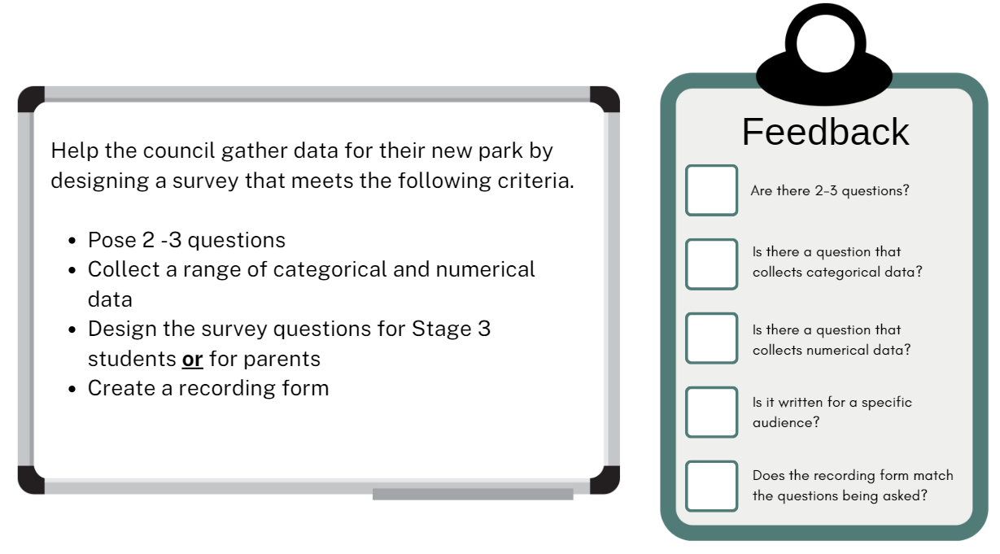 Help the council gather data for their new park by
designing a survey that meets the following criteria.
• Pose 2 -3 questions
• Collect a range of categorical and numerical
data
• Design the survey questions for Stage 3
students or for parents
• Create a recording form
Feedback
Are there 2-3 questions?
Is there a question that
collects categorical data?
Is there a question that
collects numerical data?
Is it written for a specific
audience?
Does the recording form match
the questions being asked?